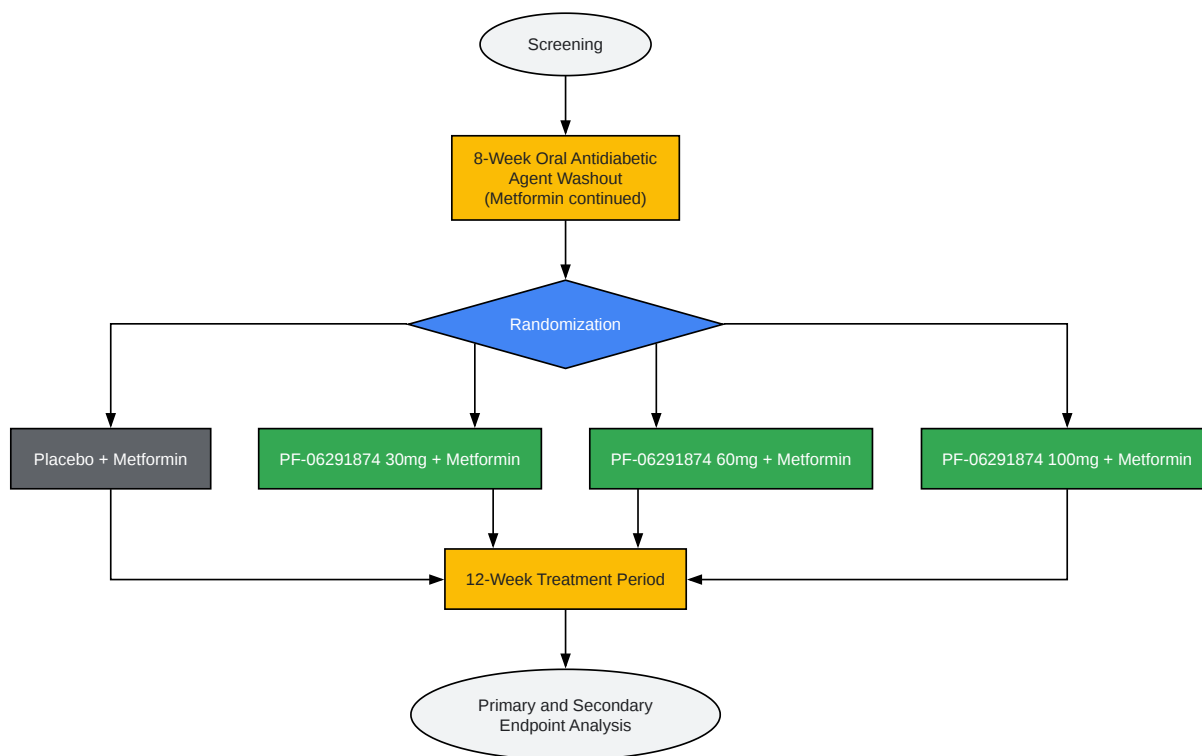 Screening
8-Week Oral Antidiabetic
Agent Washout
(Metformin continued)
Randomization
Placebo + Metformin
PF-06291874 30mg + Metformin
PF-06291874 60mg + Metformin
PF-06291874 100mg + Metformin
12-Week Treatment Period
Primary and Secondary
Endpoint Analysis